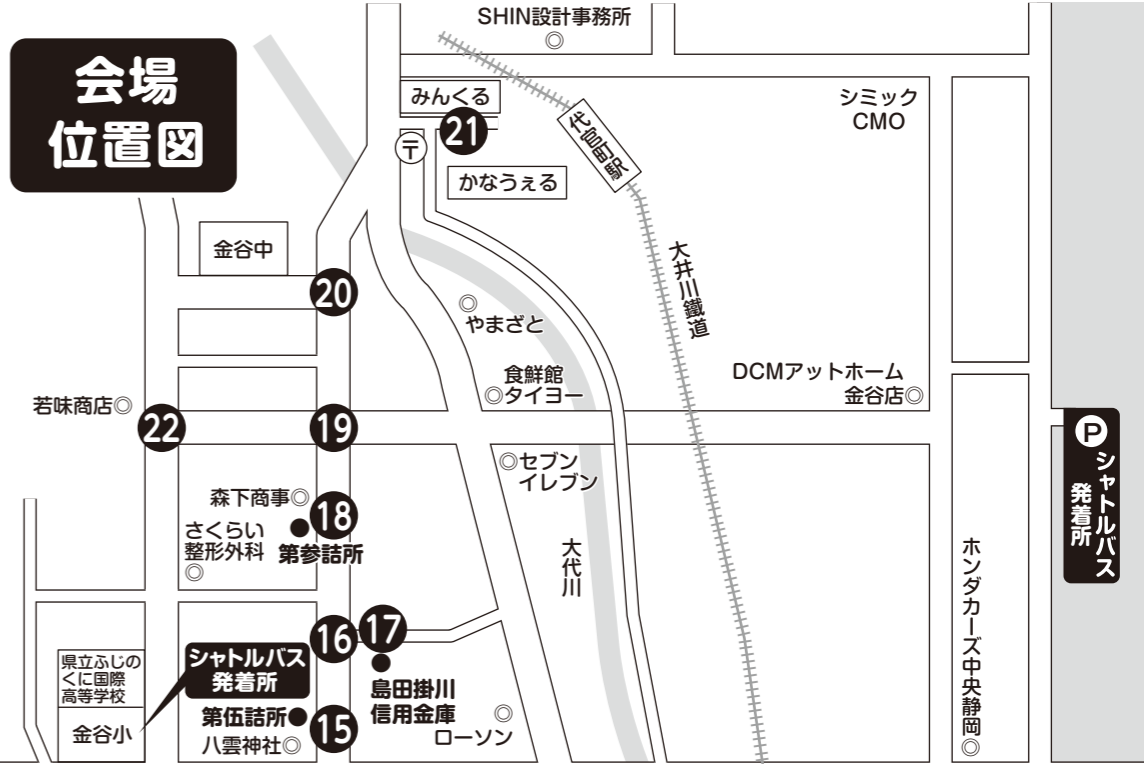 会場
位置図
SHIN設計事務所
みんくる
21
〒
かなうぇる
代官町駅
シミック
CMO
大井川鐵道
金谷中
20
やまざと
食鮮館
タイヨー
DCMアットホーム
金谷店
若味商店
22
19
セブン
イレブン
P
シャトルバス
発着所
森下商事
18
さくらい
整形外科
第参詰所
大代川
ホンダカーズ中央静岡
16
17
県立ふじの
くに国際
高等学校
シャトルバス
発着所
島田掛川
信用金庫
金谷小
第伍詰所
15
八雲神社
ローソン